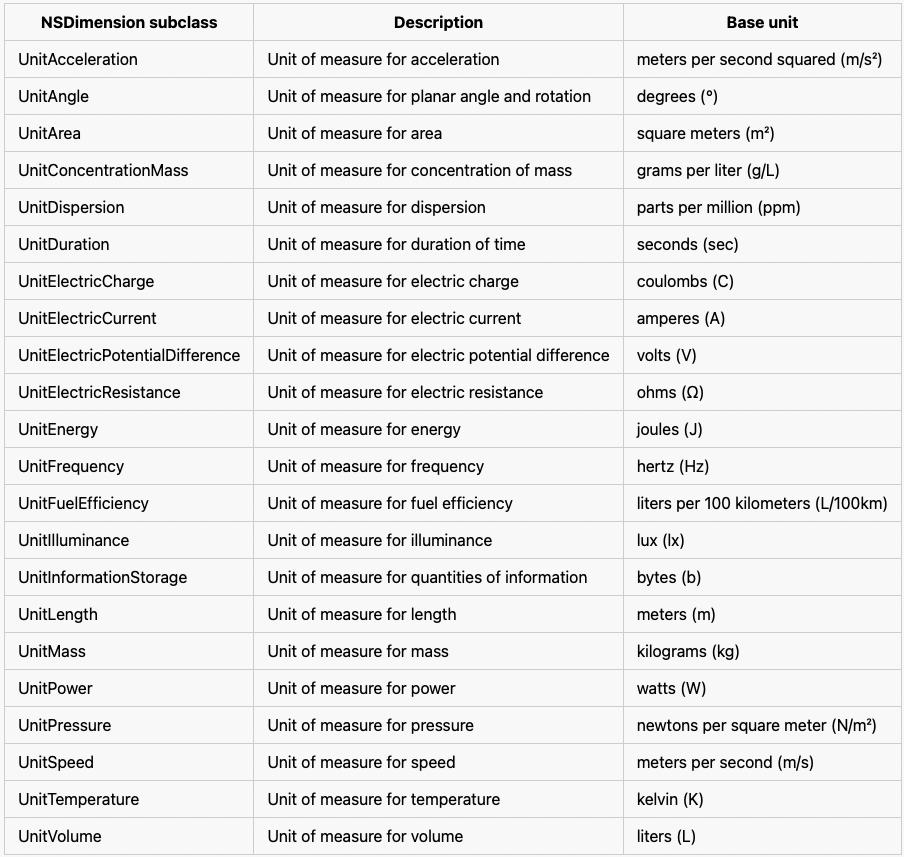 NSDimension subclass Description Base unit
UnitAcceleration Unit of measure for acceleration meters per second squared (m/s²)
UnitAngle Unit of measure for planar angle and rotation degrees (°)
UnitArea Unit of measure for area square meters (m²)
UnitConcentrationMass Unit of measure for concentration of mass grams per liter (g/L)
UnitDispersion Unit of measure for dispersion parts per million (ppm)
UnitDuration Unit of measure for duration of time seconds (sec)
UnitElectricCharge Unit of measure for electric charge coulombs (C)
UnitElectricCurrent Unit of measure for electric current amperes (A)
UnitElectricPotentialDifference Unit of measure for electric potential difference volts (V)
UnitElectricResistance Unit of measure for electric resistance ohms (Ω)
UnitEnergy Unit of measure for energy joules (J)
UnitFrequency Unit of measure for frequency hertz (Hz)
UnitFuelEfficiency Unit of measure for fuel efficiency liters per 100 kilometers (L/100km)
UnitIlluminance Unit of measure for illuminance lux (lx)
UnitInformationStorage Unit of measure for quantities of information bytes (b)
UnitLength Unit of measure for length meters (m)
UnitMass Unit of measure for mass kilograms (kg)
UnitPower Unit of measure for power watts (W)
UnitPressure Unit of measure for pressure newtons per square meter (N/m²)
UnitSpeed Unit of measure for speed meters per second (m/s)
UnitTemperature Unit of measure for temperature kelvin (K)
UnitVolume Unit of measure for volume liters (L)